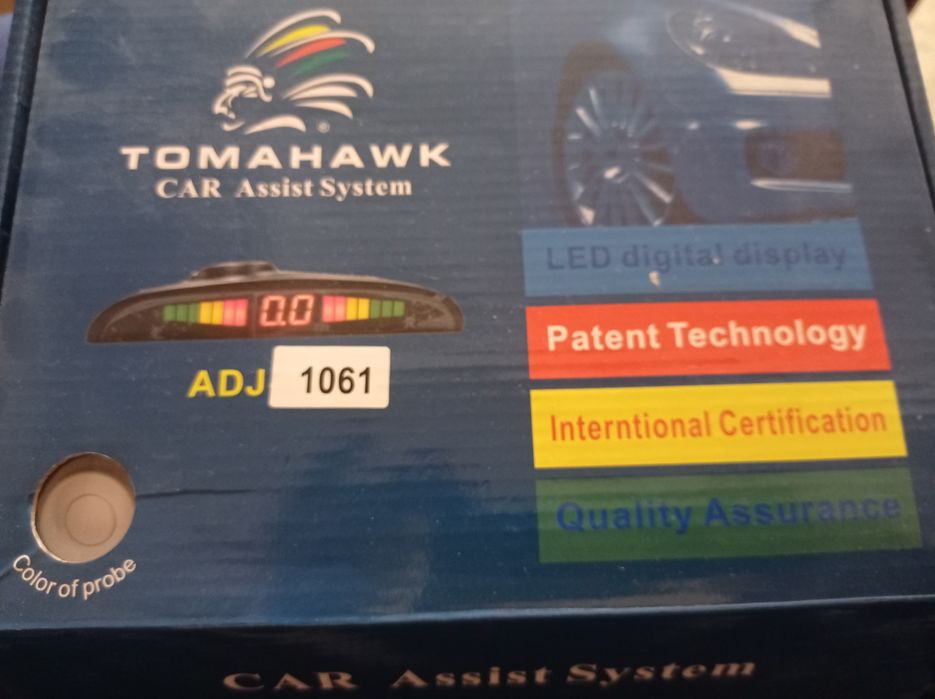 ®
TOMAHAWK
CAR Assist System
LED digital display
0.0
Patent Technology
ADJ 1061
Interntional Certification
Quality Assurance
Color of probe
CAR Assist System